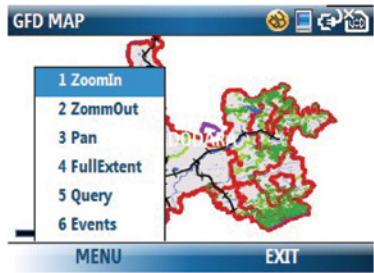 GFD MAP
1 ZoomIn
2 ZommOut
3 Pan
4 FullExtent
5 Query
6 Events
MENU
EXIT